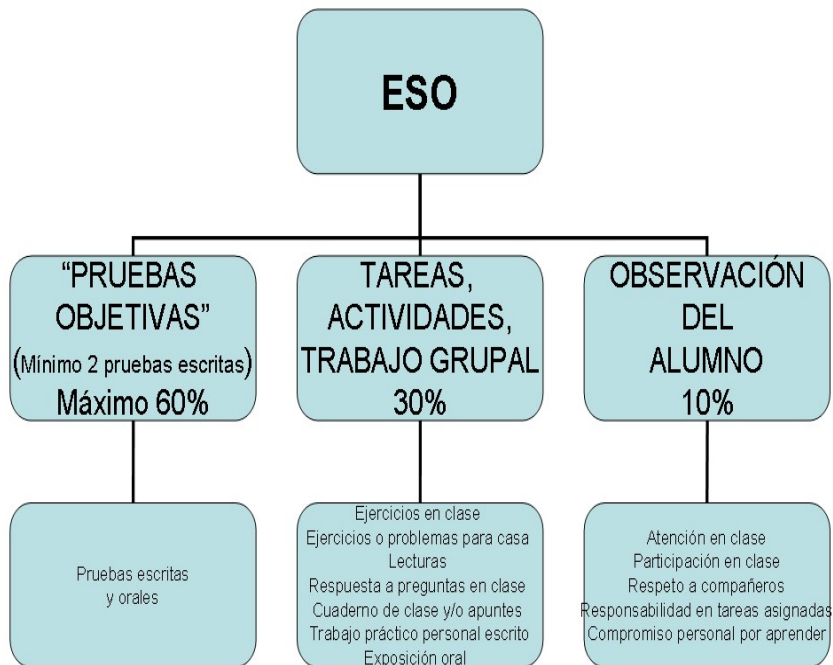 ESO
“PRUEBAS
OBJETIVAS”
(Mínimo 2 pruebas escritas)
Máximo 60%
TAREAS,
ACTIVIDADES,
TRABAJO GRUPAL
30%
OBSERVACIÓN
DEL
ALUMNO
10%
Pruebas escritas
y orales
Ejercicios en clase
Ejercicios o problemas para casa
Lecturas
Respuesta a preguntas en clase
Cuaderno de clase y/o apuntes
Trabajo práctico personal escrito
Exposición oral
Atención en clase
Participación en clase
Respeto a compañeros
Responsabilidad en tareas asignadas
Compromiso personal por aprender